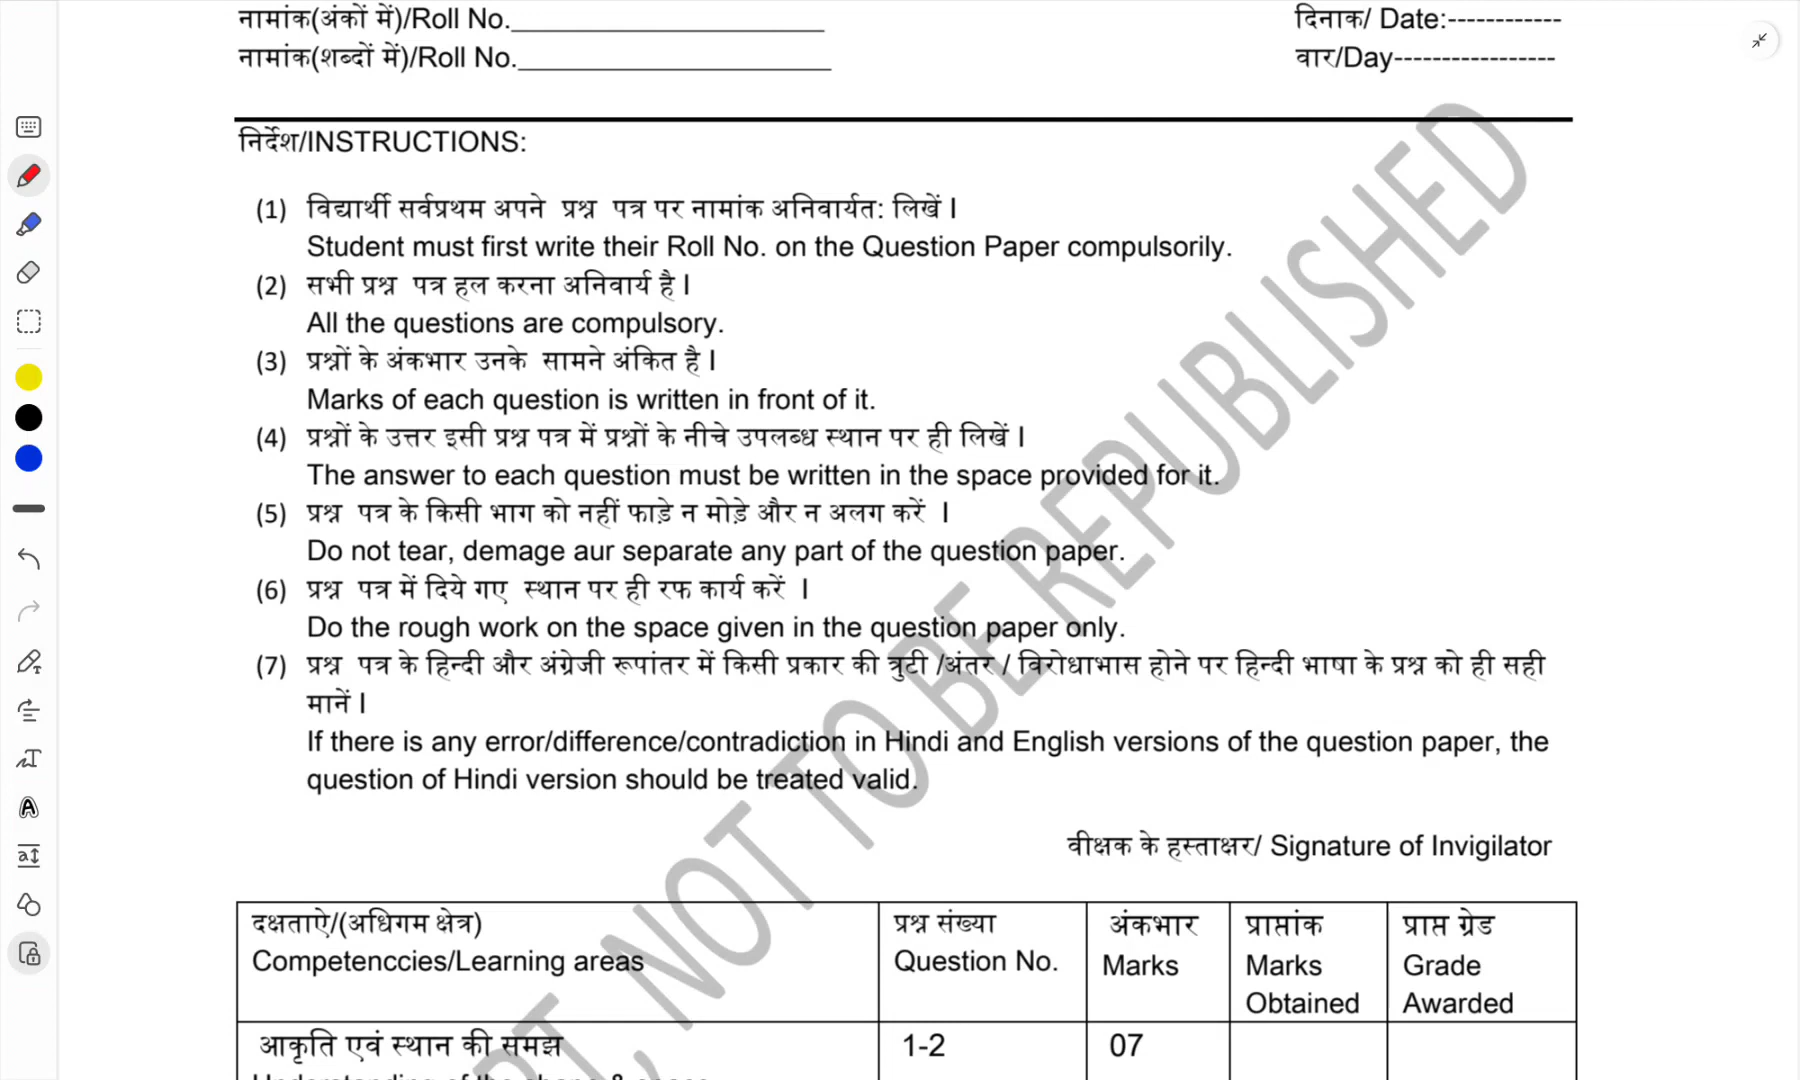 नामांक(अंकों में)/Roll No.____________________
दिनाक/ Date:------------
नामांक(शब्दों में)/Roll No.____________________
वार/Day-----------------
निर्देश/INSTRUCTIONS:
(1) विद्यार्थी सर्वप्रथम अपने प्रश्न पत्र पर नामांक अनिवार्यत: लिखें।
Student must first write their Roll No. on the Question Paper compulsorily.
(2) सभी प्रश्न पत्र हल करना अनिवार्य है।
All the questions are compulsory.
(3) प्रश्नों के अंकभार उनके सामने अंकित है।
Marks of each question is written in front of it.
(4) प्रश्नों के उत्तर इसी प्रश्न पत्र में प्रश्नों के नीचे उपलब्ध स्थान पर ही लिखें।
The answer to each question must be written in the space provided for it.
(5) प्रश्न पत्र के किसी भाग को नहीं फाड़े न मोड़े और न अलग करें ।
Do not tear, demage aur separate any part of the question paper.
(6) प्रश्न पत्र में दिये गए स्थान पर ही रफ कार्य करें ।
Do the rough work on the space given in the question paper only.
(7) प्रश्न पत्र के हिन्दी और अंग्रेजी रूपांतर में किसी प्रकार की त्रुटी /अंतर / विरोधाभास होने पर हिन्दी भाषा के प्रश्न को ही सही
मानें।
If there is any error/difference/contradiction in Hindi and English versions of the question paper, the
question of Hindi version should be treated valid.
वीक्षक के हस्ताक्षर/ Signature of Invigilator
दक्षताऐ/(अधिगम क्षेत्र)
Competenccies/Learning areas
प्रश्न संख्या
Question No.
अंकभार
Marks
प्राप्तांक
Marks
Obtained
प्राप्त ग्रेड
Grade
Awarded
आकृति एवं स्थान की समझ
1-2
07
NOT TO BE REPUBLISHED